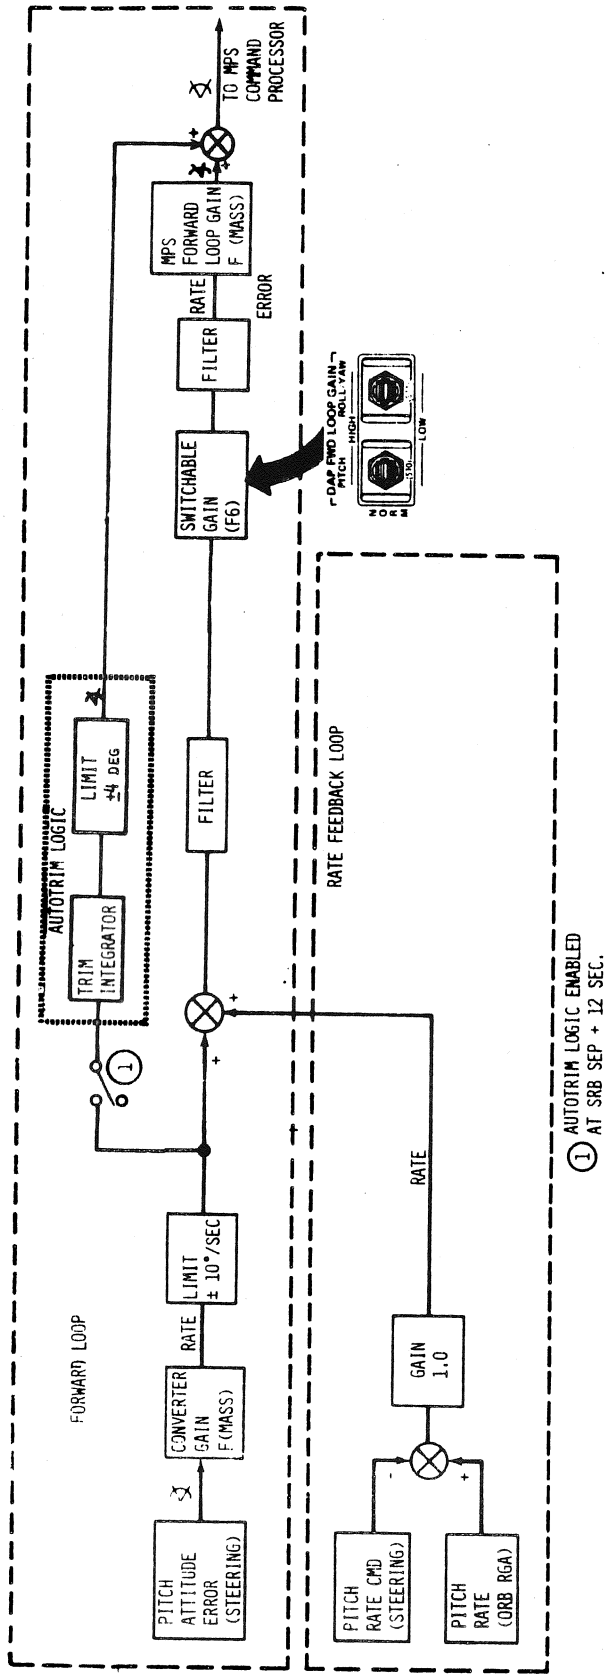 FORWARD LOOP
PITCH
ATTITUDE
ERROR
(STEERING)
CONVERTER
GAIN
F(MASS)
RATE
LIMIT
± 10°/SEC
+
+
1
AUTOTRIM LOGIC
TRIM
INTEGRATOR
LIMIT
±4 DEG
FILTER
SWITCHABLE
GAIN
(F6)
FILTER
RATE
ERROR
MPS
FORWARD
LOOP GAIN
F (MASS)
+
+
TO MPS
COMMAND
PROCESSOR
DAP FWD LOOP GAIN
PITCH
ROLL-YAW
HIGH
NORM
LOW
RATE FEEDBACK LOOP
PITCH
RATE CMD
(STEERING)
PITCH
RATE
(ORB RGA)
-
+
GAIN
1.0
RATE
1 AUTOTRIM LOGIC ENABLED
AT SRB SEP + 12 SEC.